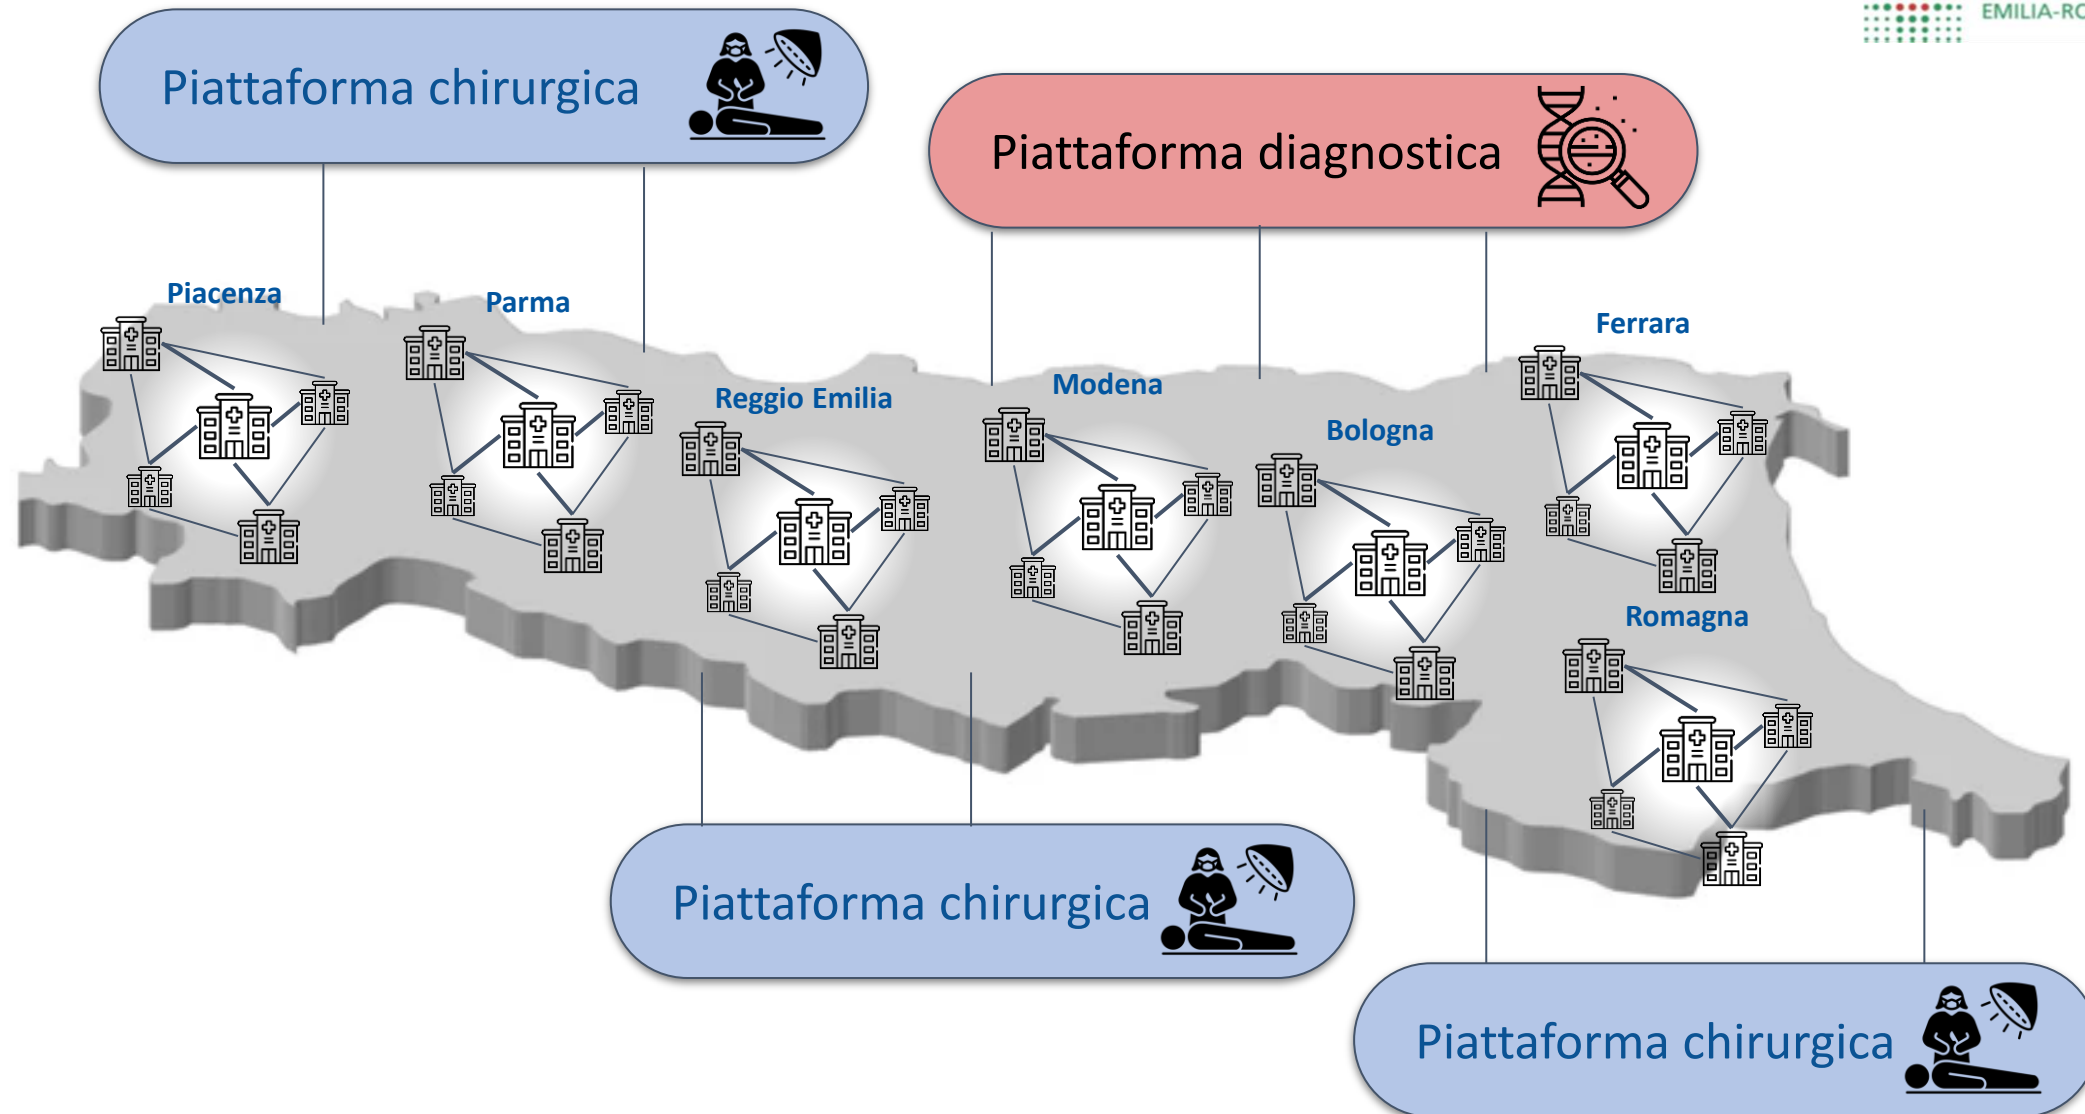 EMILIA-RO
Piattaforma chirurgica
Piattaforma diagnostica
Piacenza
Parma
Ferrara
Reggio Emilia
Modena
Bologna
Romagna
Piattaforma chirurgica
Piattaforma chirurgica